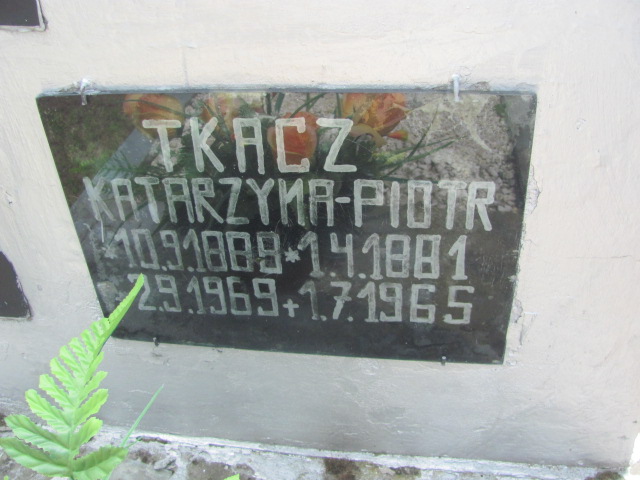 TKACZ
KATARZYNA-PIOTR
10.9.1888*1.4.1881
2.9.1969+1.7.1965